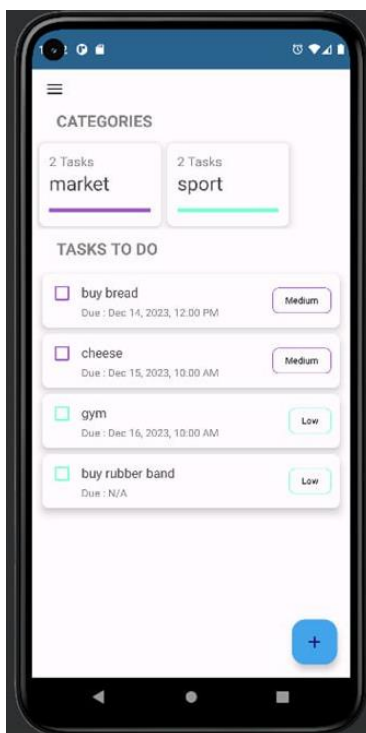 CATEGORIES
2 Tasks
market
2 Tasks
sport
TASKS TO DO
buy bread
Due : Dec 14, 2023, 12:00 PM
Medium
cheese
Due : Dec 15, 2023, 10:00 AM
Medium
gym
Due : Dec 16, 2023, 10:00 AM
Low
buy rubber band
Due : N/A
Low
+